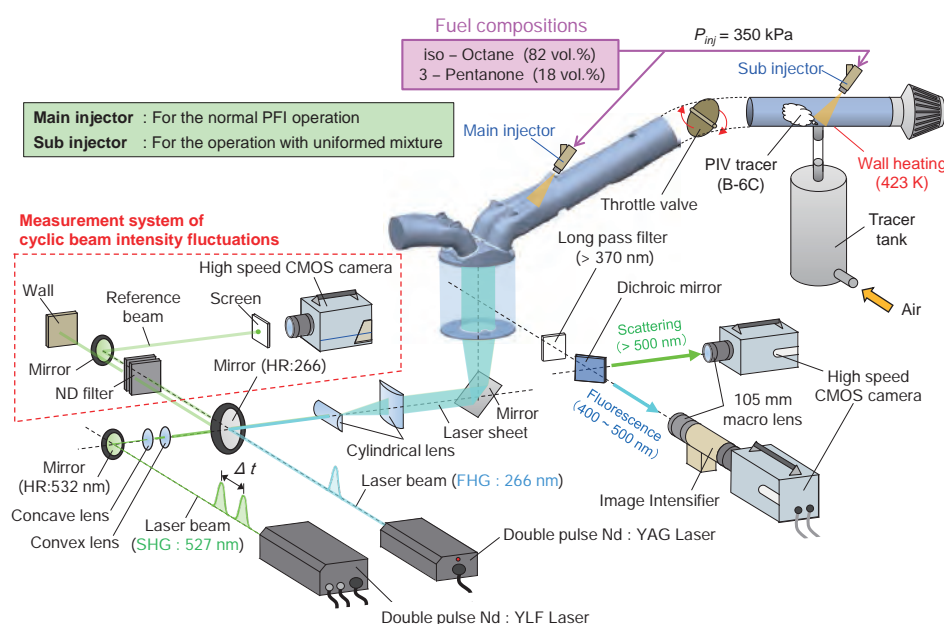 Fuel compositions
iso – Octane (82 vol.%)
3 – Pentanone (18 vol.%)
P_inj = 350 kPa
Sub injector
Main injector : For the normal PFI operation
Sub injector : For the operation with uniformed mixture
Main injector
PIV tracer
(B-6C)
Wall heating
(423 K)
Throttle valve
Tracer
tank
Air
Measurement system of
cyclic beam intensity fluctuations
High speed CMOS camera
Wall
Reference
beam
Screen
Mirror
ND filter
Mirror (HR:266)
Long pass filter
(> 370 nm)
Dichroic mirror
Scattering
(> 500 nm)
High speed
CMOS camera
105 mm
macro lens
Fluorescence
(400 ~ 500 nm)
Image Intensifier
Mirror
Laser sheet
Cylindrical lens
Mirror
(HR:532 nm)
Concave lens
Convex lens
Δ t
Laser beam
(SHG : 527 nm)
Laser beam (FHG : 266 nm)
Double pulse Nd : YAG Laser
Double pulse Nd : YLF Laser